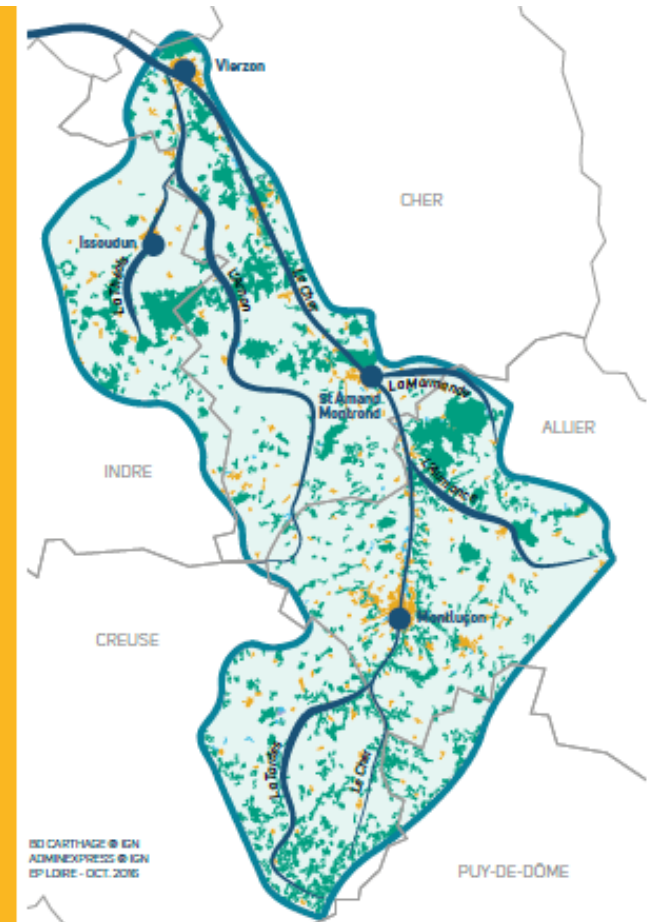 Vierzon
CHER
Issoudun
La Théols
L'Arnon
Le Cher
St Amand
Montrond
La Marmande
ALLIER
L'Aumance
INDRE
Montluçon
CREUSE
La Tardes
Le Cher
BD CARTHAGE @ IGN
ADMINEXPRESS @ IGN
EP LOIRE - OCT. 2016
PUY-DE-DÔME